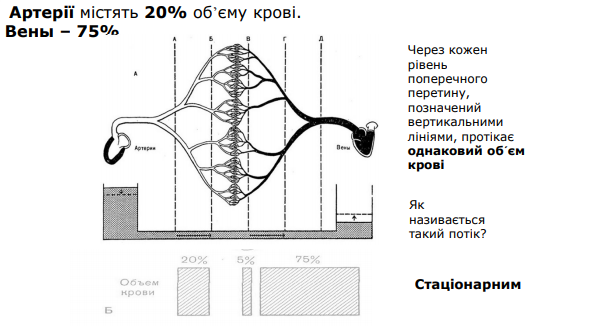 Артерії містять 20% об’єму крові.
Вены – 75%
А Б В Г Д
А
Артерии
Вены
Через кожен
рівень
поперечного
перетину,
позначений
вертикальними
лініями, протікає
однаковий об´єм
крові
Як
називається
такий потік?
20% 5% 75%
Объем
крови
Б
Стаціонарним